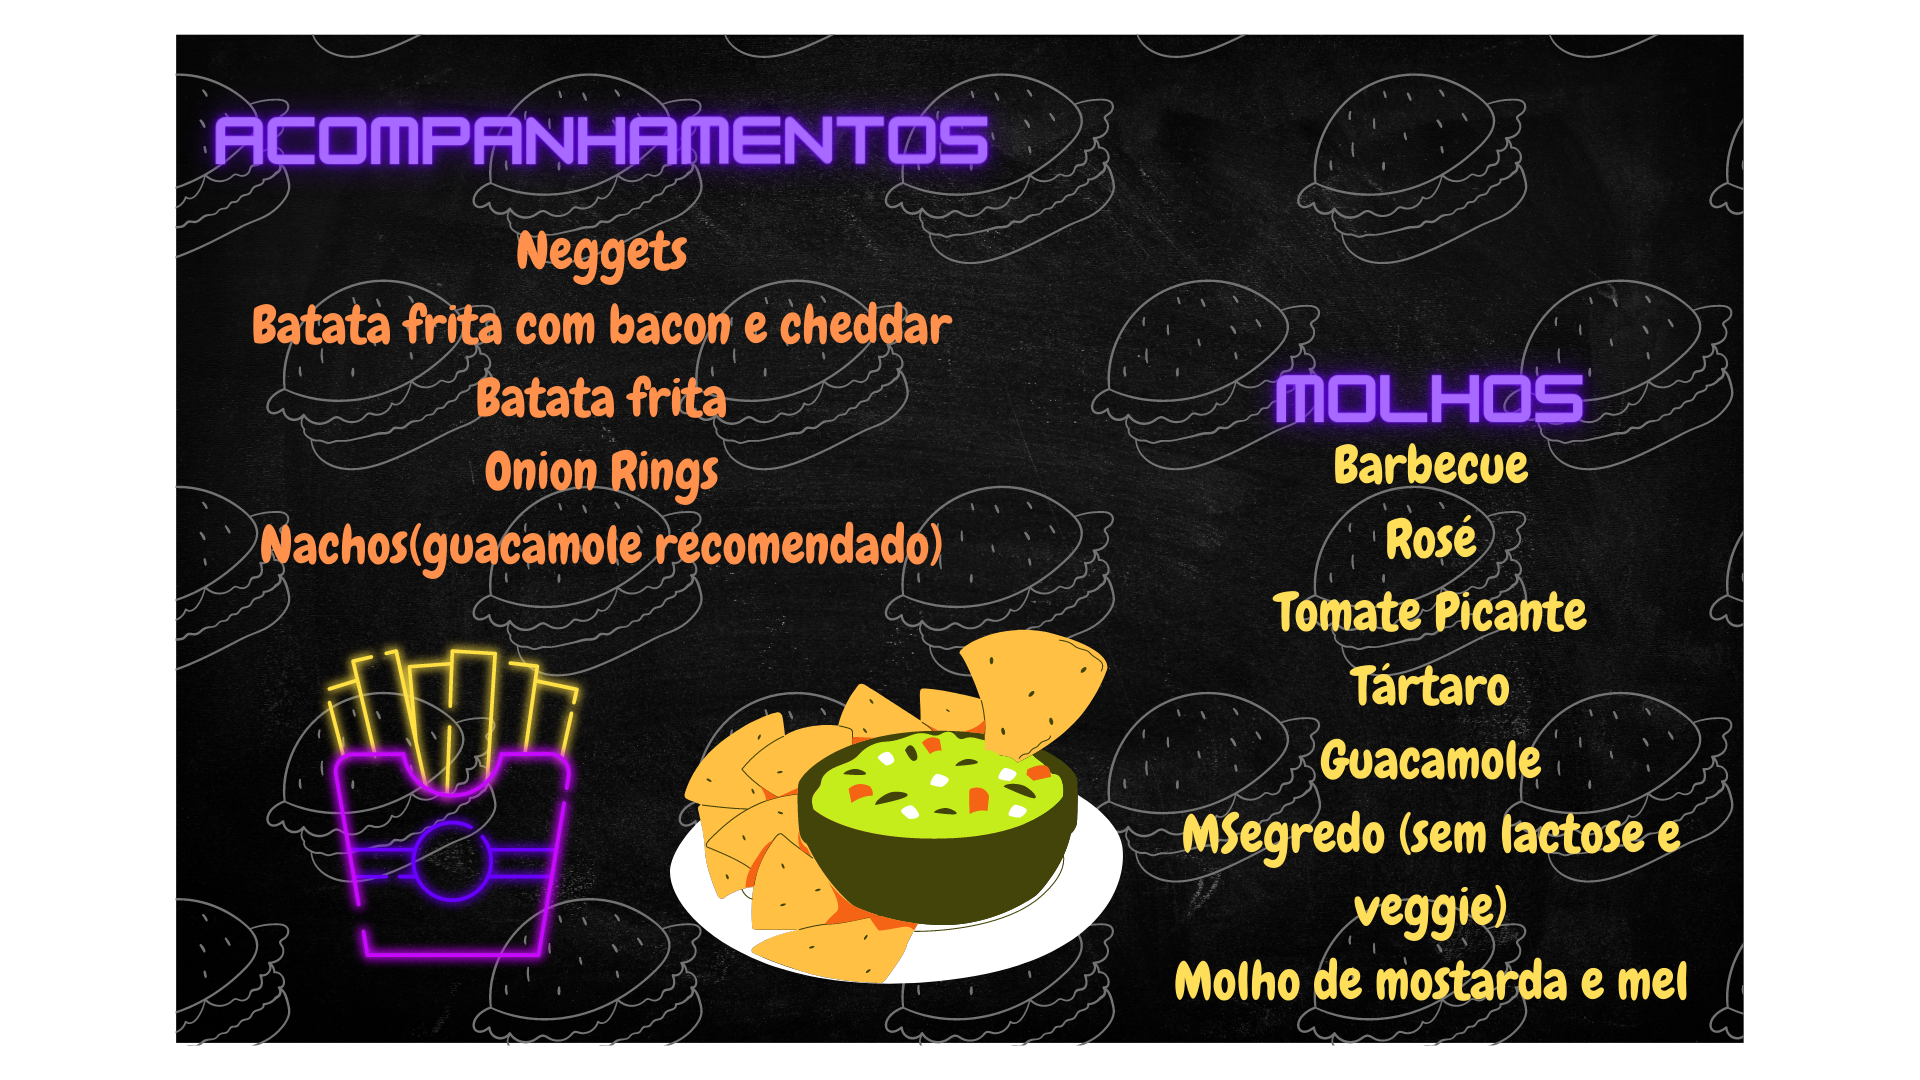 ACOMPANHAMENTOS
Neggets
Batata frita com bacon e cheddar
Batata frita
Onion Rings
Nachos(guacamole recomendado)
MOLHOS
Barbecue
Rosé
Tomate Picante
Tártaro
Guacamole
MSegredo (sem lactose e
veggie)
Molho de mostarda e mel